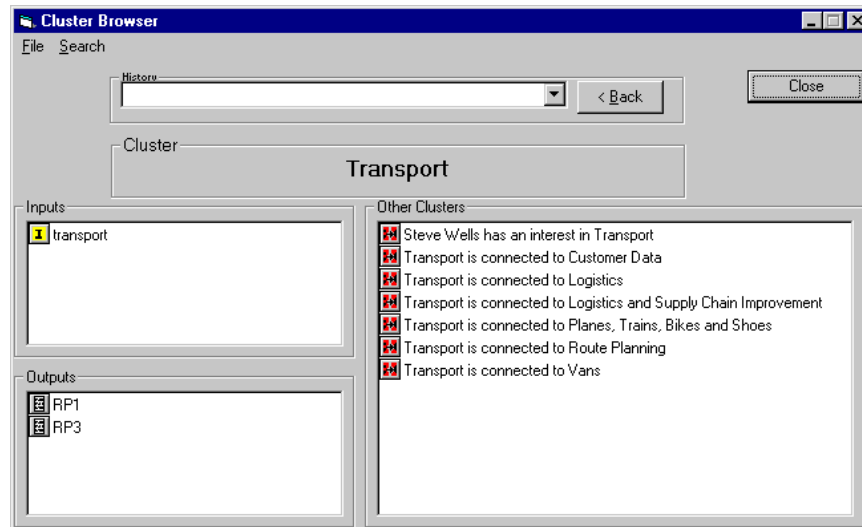 Cluster Browser
File Search
History
< Back
Close
Cluster
Transport
Inputs
I transport
Other Clusters
Steve Wells has an interest in Transport
Transport is connected to Customer Data
Transport is connected to Logistics
Transport is connected to Logistics and Supply Chain Improvement
Transport is connected to Planes, Trains, Bikes and Shoes
Transport is connected to Route Planning
Transport is connected to Vans
Outputs
RP1
RP3